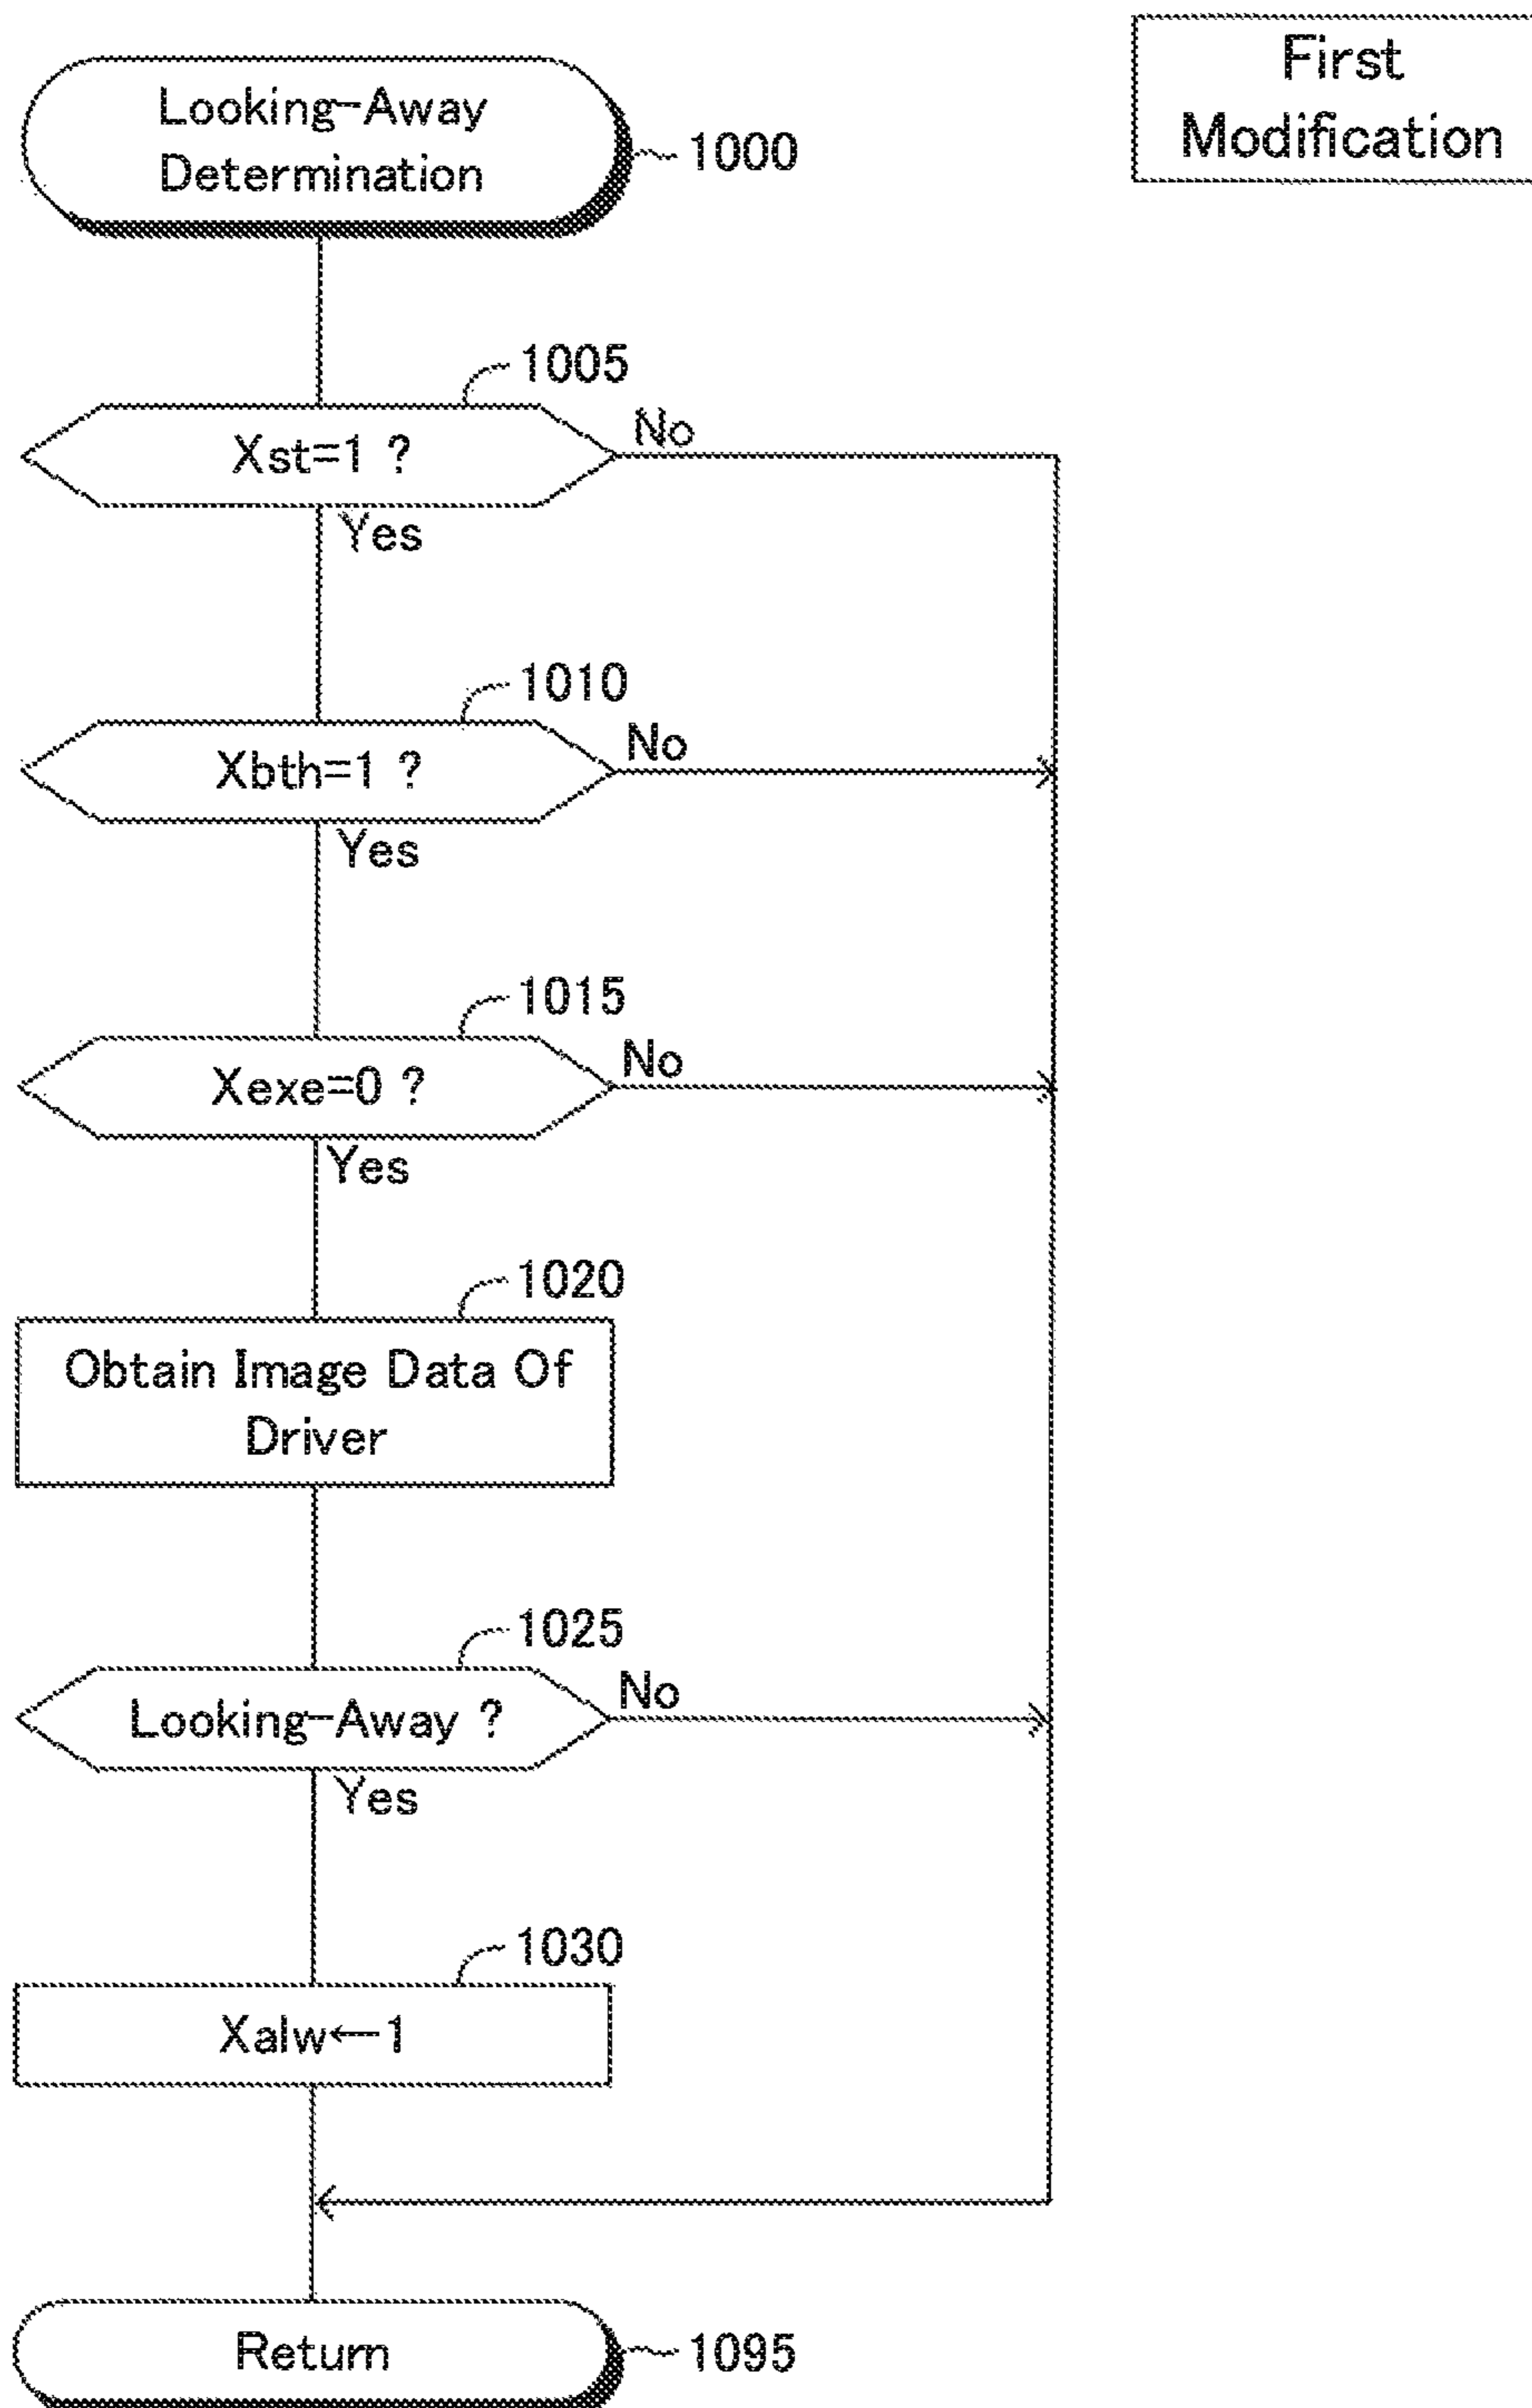 First
Modification
Looking-Away
Determination
1000
1005
Xst=1 ?
No
Yes
1010
Xbth=1 ?
No
Yes
1015
Xexe=0 ?
No
Yes
1020
Obtain Image Data Of
Driver
1025
Looking-Away ?
No
Yes
1030
Xalw←1
Return
1095